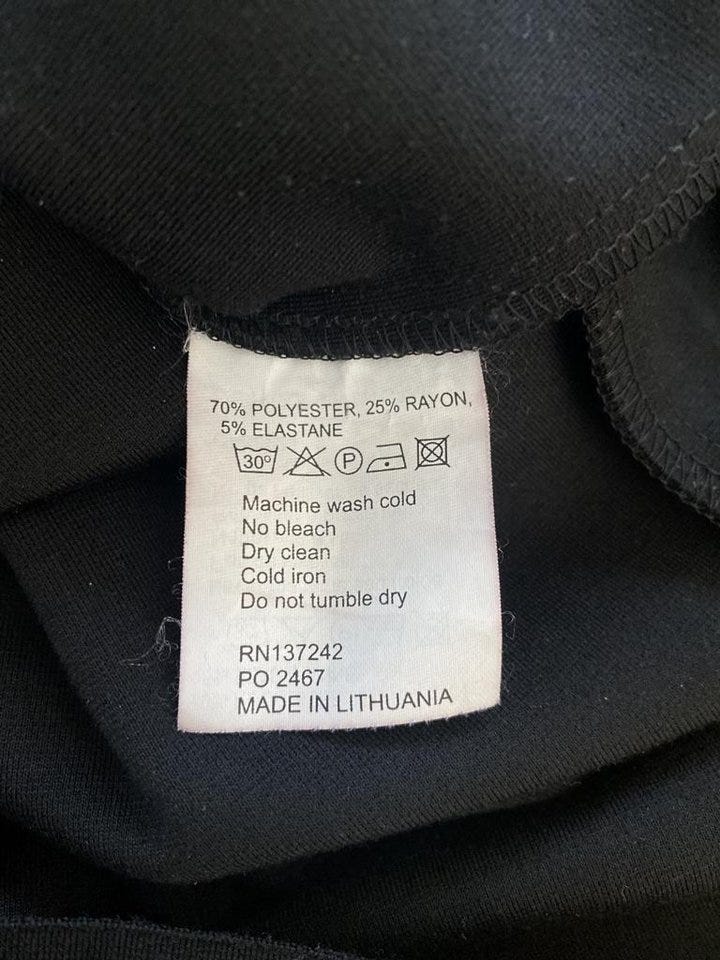 70% POLYESTER, 25% RAYON,
5% ELASTANE
30° P
Machine wash cold
No bleach
Dry clean
Cold iron
Do not tumble dry
RN137242
PO 2467
MADE IN LITHUANIA